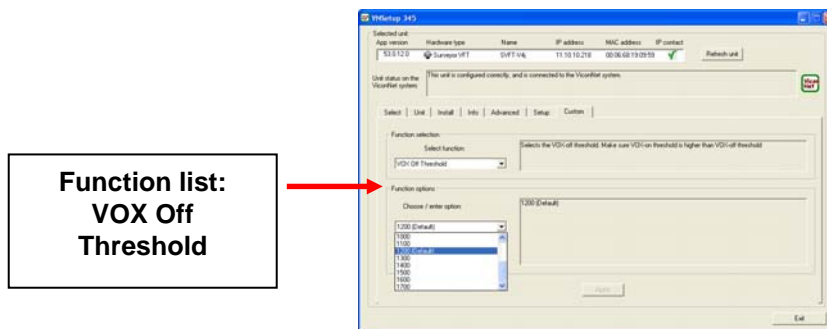 VNSetup 345
Selected unit
App version Hardware type Name IP address MAC address IP contact
53.0.12.0 Surveyor VFT SVFT-V4j 11.10.10.218 00:06:68:19:09:59
Refresh unit
Unit status on the ViconNet system
This unit is configured correctly, and is connected to the ViconNet system.
Vicon NET
Select Unit Install Info Advanced Setup Custom
Function selection
Select function:
Selects the VOX-off threshold. Make sure VOX-on threshold is higher than VOX-off threshold
VOX Off Threshold
Function list:
VOX Off
Threshold
Function options
Choose / enter option:
1200 (Default)
1200 (Default)
1000
1100
1200 (Default)
1300
1400
1500
1600
1700
Apply
Exit